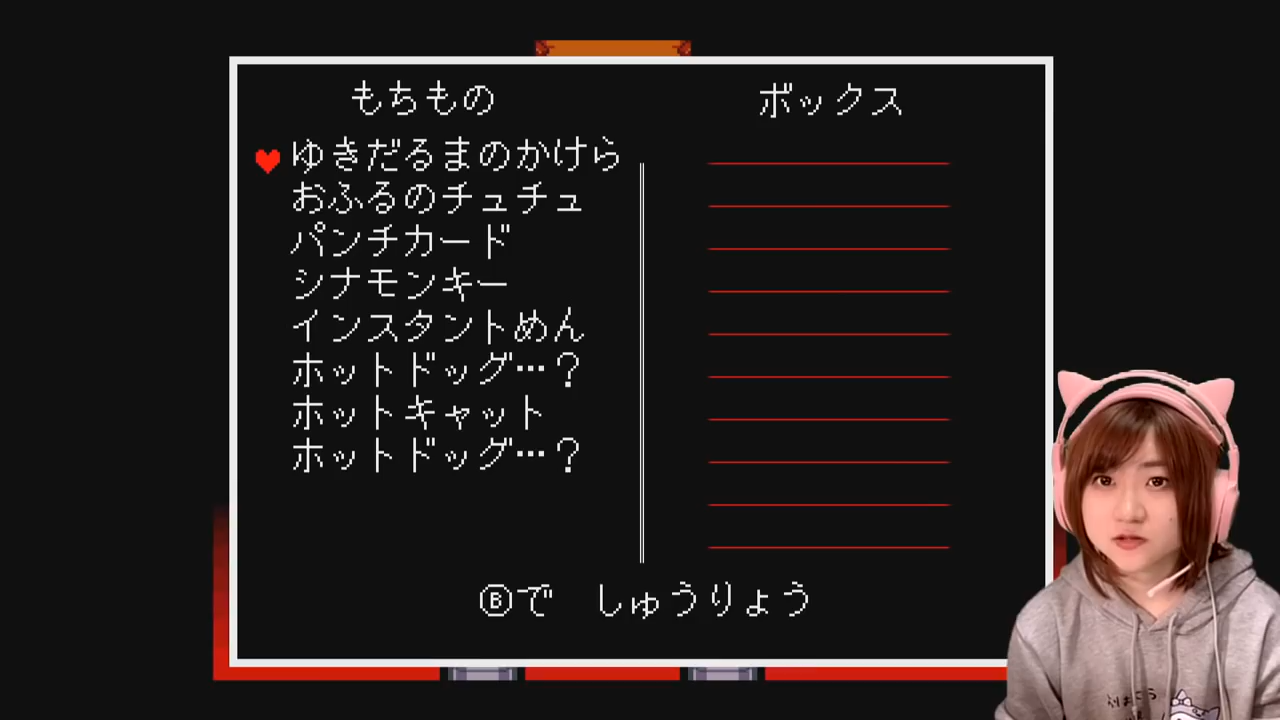 もちもの
ボックス
ゆきだるまのかけら
おふるのチュチュ
パンチカード
シナモンキー
インスタントめん
ホットドッグ…?
ホットキャット
ホットドッグ…?
Ⓑで しゅうりょう